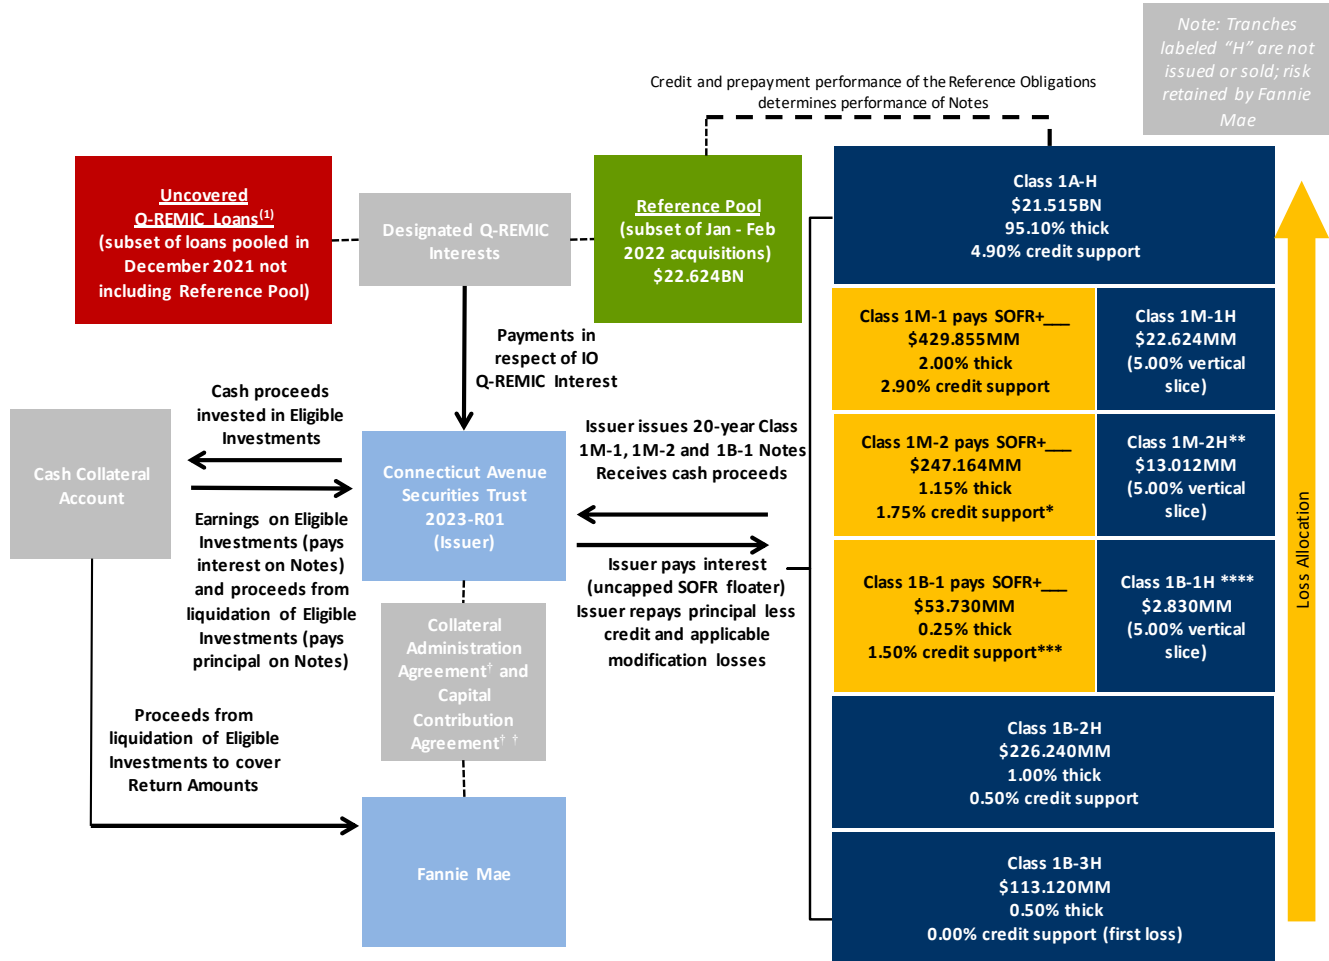 Note: Tranches
labeled "H" are not
issued or sold; risk
retained by Fannie
Mae
Credit and prepayment performance of the Reference Obligations
determines performance of Notes
Uncovered
Q-REMIC Loans(1)
(subset of loans pooled in
December 2021 not
including Reference Pool)
Designated Q-REMIC
Interests
Reference Pool
(subset of Jan - Feb
2022 acquisitions)
$22.624BN
Class 1A-H
$21.515BN
95.10% thick
4.90% credit support
Payments in
respect of IO
Q-REMIC Interest
Class 1M-1 pays SOFR+___
$429.855MM
2.00% thick
2.90% credit support
Class 1M-1H
$22.624MM
(5.00% vertical
slice)
Cash proceeds
invested in Eligible
Investments
Issuer issues 20-year Class
1M-1, 1M-2 and 1B-1 Notes
Receives cash proceeds
Cash Collateral
Account
Connecticut Avenue
Securities Trust
2023-R01
(Issuer)
Class 1M-2 pays SOFR+___
$247.164MM
1.15% thick
1.75% credit support*
Class 1M-2H**
$13.012MM
(5.00% vertical
slice)
Earnings on Eligible
Investments (pays
interest on Notes)
and proceeds from
liquidation of Eligible
Investments (pays
principal on Notes)
Issuer pays interest
(uncapped SOFR floater)
Issuer repays principal less
credit and applicable
modification losses
Class 1B-1 pays SOFR+___
$53.730MM
0.25% thick
1.50% credit support***
Class 1B-1H ****
$2.830MM
(5.00% vertical
slice)
Loss Allocation
Collateral
Administration
Agreement† and
Capital
Contribution
Agreement† †
Proceeds from
liquidation of Eligible
Investments to cover
Return Amounts
Class 1B-2H
$226.240MM
1.00% thick
0.50% credit support
Fannie Mae
Class 1B-3H
$113.120MM
0.50% thick
0.00% credit support (first loss)